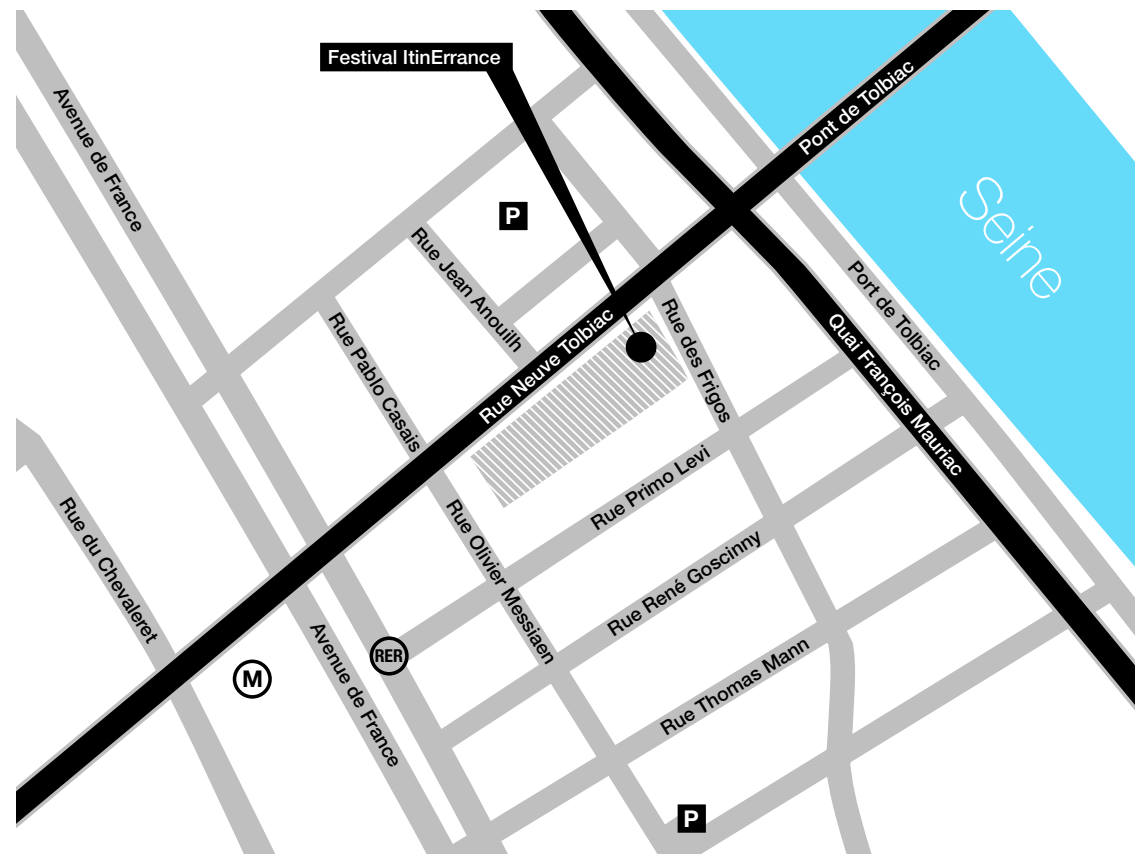 Festival ItinErrance
Pont de Tolbiac
Avenue de France
Seine
P
Rue Jean Anouilh
Port de Tolbiac
Rue Pablo Casais
Rue Neuve Tolbiac
Rue des Frigos
Quai François Mauriac
Rue Primo Levi
Rue du Chevaleret
Rue Olivier Messiaen
Rue René Goscinny
RER
M
Avenue de France
Rue Thomas Mann
P